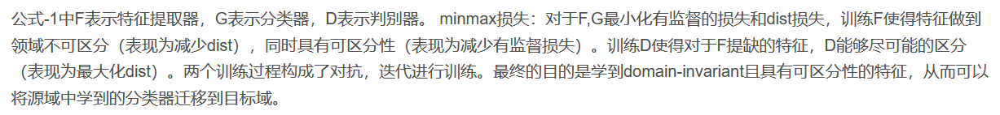 公式-1中F表示特征提取器，G表示分类器，D表示判别器。 minmax损失：对于F,G最小化有监督的损失和dist损失，训练F使得特征做到
领域不可区分（表现为减少dist），同时具有可区分性（表现为减少有监督损失）。训练D使得对于F提缺的特征，D能够尽可能的区分
（表现为最大化dist）。两个训练过程构成了对抗，迭代进行训练。最终的目的是学到domain-invariant且具有可区分性的特征，从而可以
将源域中学到的分类器迁移到目标域。